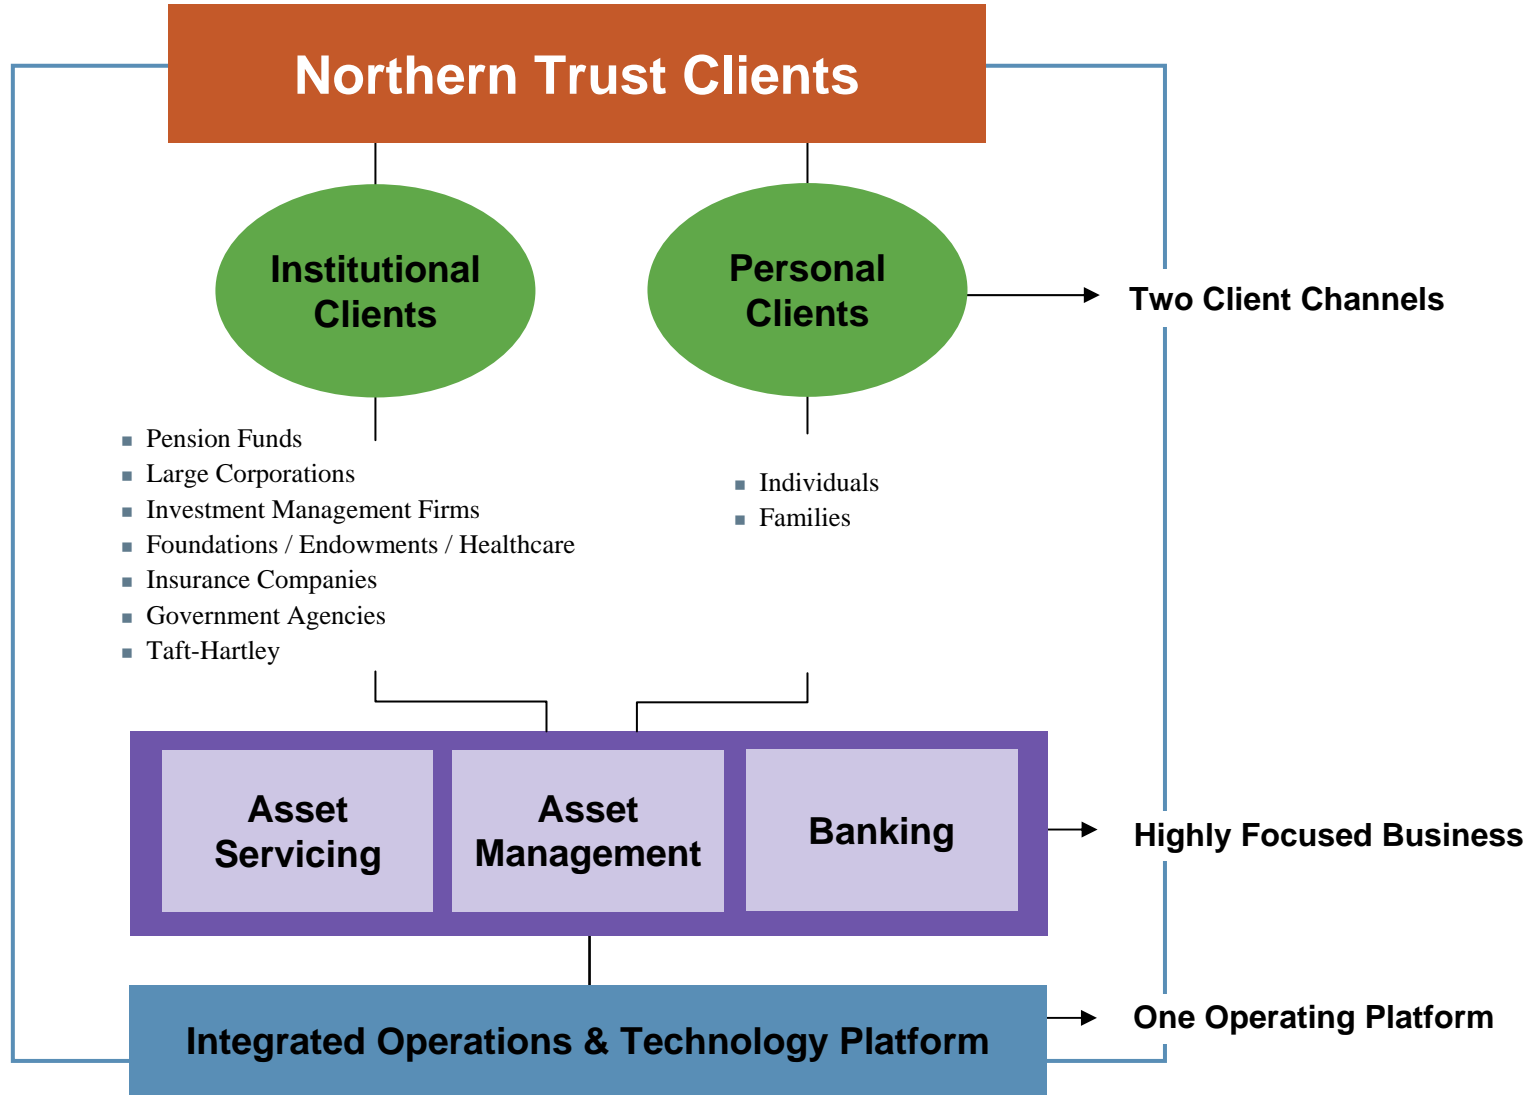 Northern Trust Clients
Institutional
Clients
Personal
Clients
Two Client Channels
Pension Funds
Large Corporations
Investment Management Firms
Foundations / Endowments / Healthcare
Insurance Companies
Government Agencies
Taft-Hartley
Individuals
Families
Asset
Servicing
Asset
Management
Banking
Highly Focused Business
Integrated Operations & Technology Platform
One Operating Platform